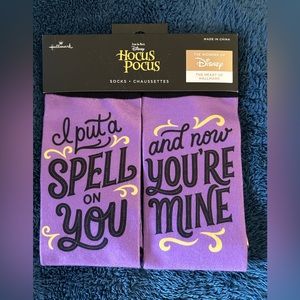 Hallmark
Disney
HOCUS
POCUS
SOCKS • CHAUSSETTES
MADE IN CHINA
THE WONDER OF
Disney
THE HEART OF
HALLMARK
I put a
SPELL
ON
YOU
and now
YOU'RE
MINE